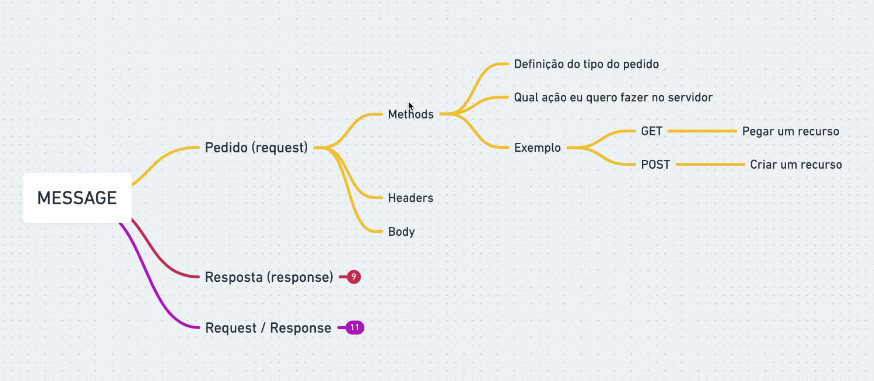 Definição do tipo do pedido
Qual ação eu quero fazer no servidor
Methods
GET
Pegar um recurso
Pedido (request)
Exemplo
POST
Criar um recurso
MESSAGE
Headers
Body
Resposta (response)
9
Request / Response
11